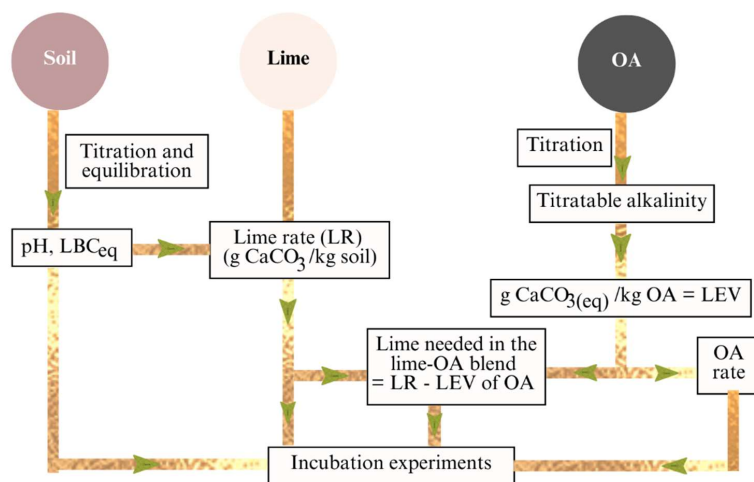 Soil
Lime
OA
Titration and
equilibration
Titration
Titratable alkalinity
pH, LBCeq
Lime rate (LR)
(g CaCO3/kg soil)
g CaCO3(eq)/kg OA = LEV
Lime needed in the
lime-OA blend
= LR - LEV of OA
OA
rate
Incubation experiments